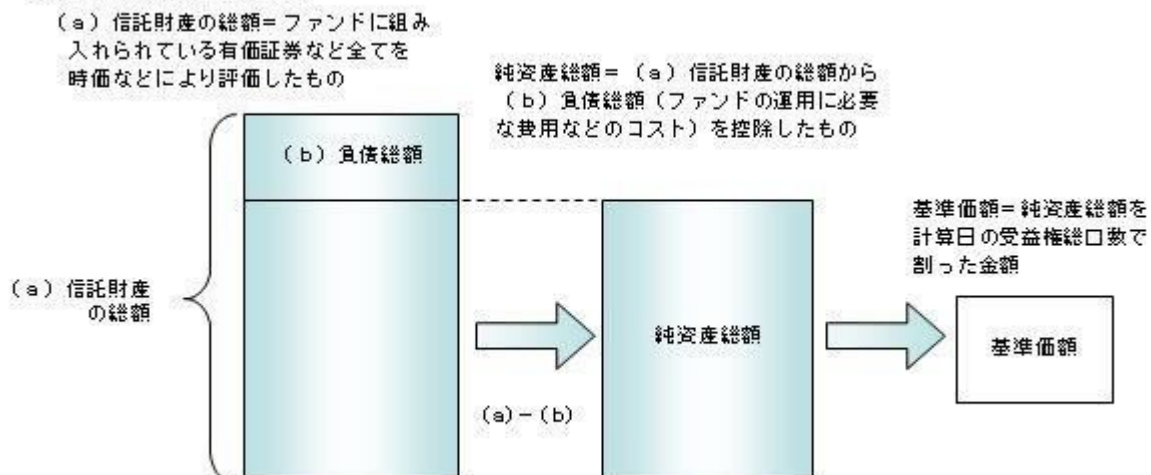 (a)信託財産の総額=ファンドに組み
入れられている有価証券など全てを
時価などにより評価したもの
純資産総額=(a)信託財産の総額から
(b)負債総額(ファンドの運用に必要
な費用などのコスト)を控除したもの
(b)負債総額
基準価額=純資産総額を
計算日の受益権総口数で
割った金額
(a)信託財産
の総額
純資産総額
基準価額
(a)-(b)